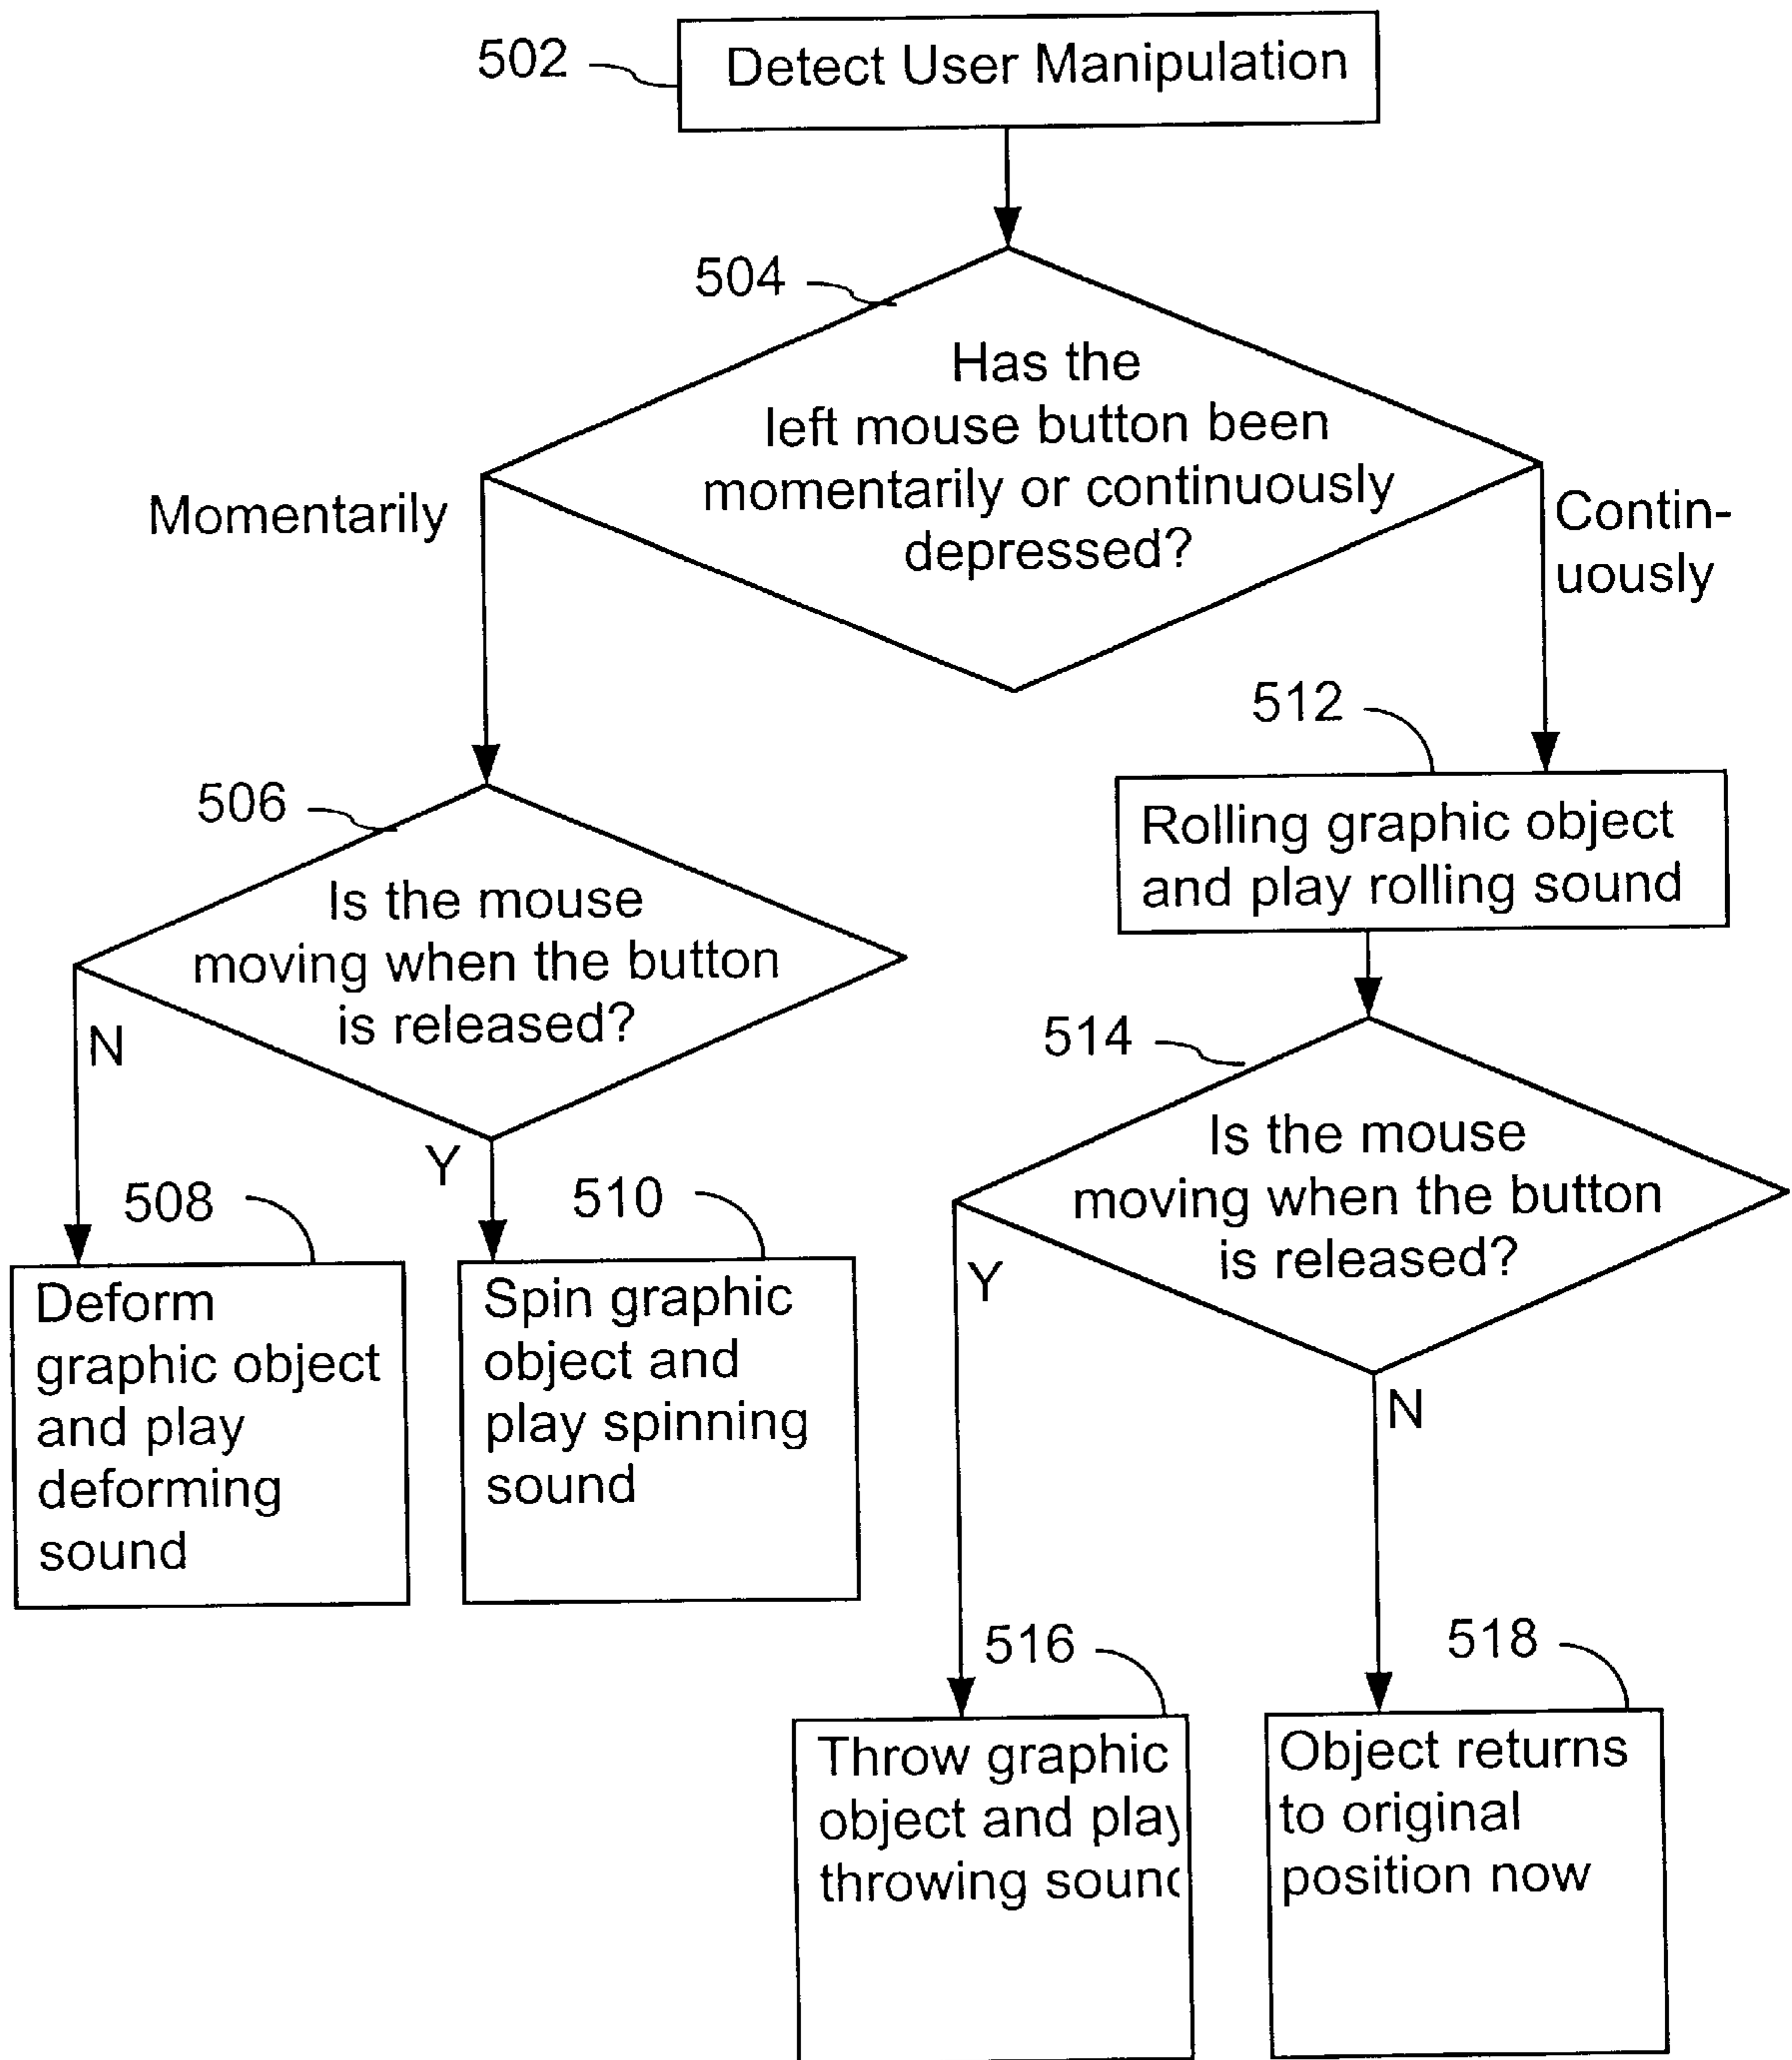 502
Detect User Manipulation
504
Has the
left mouse button been
momentarily or continuously
depressed?
Momentarily
Contin-
uously
512
Rolling graphic object
and play rolling sound
506
Is the mouse
moving when the button
is released?
N
Y
514
Is the mouse
moving when the button
is released?
Y
N
508
Deform
graphic object
and play
deforming
sound
510
Spin graphic
object and
play spinning
sound
516
Throw graphic
object and play
throwing sound
518
Object returns
to original
position now